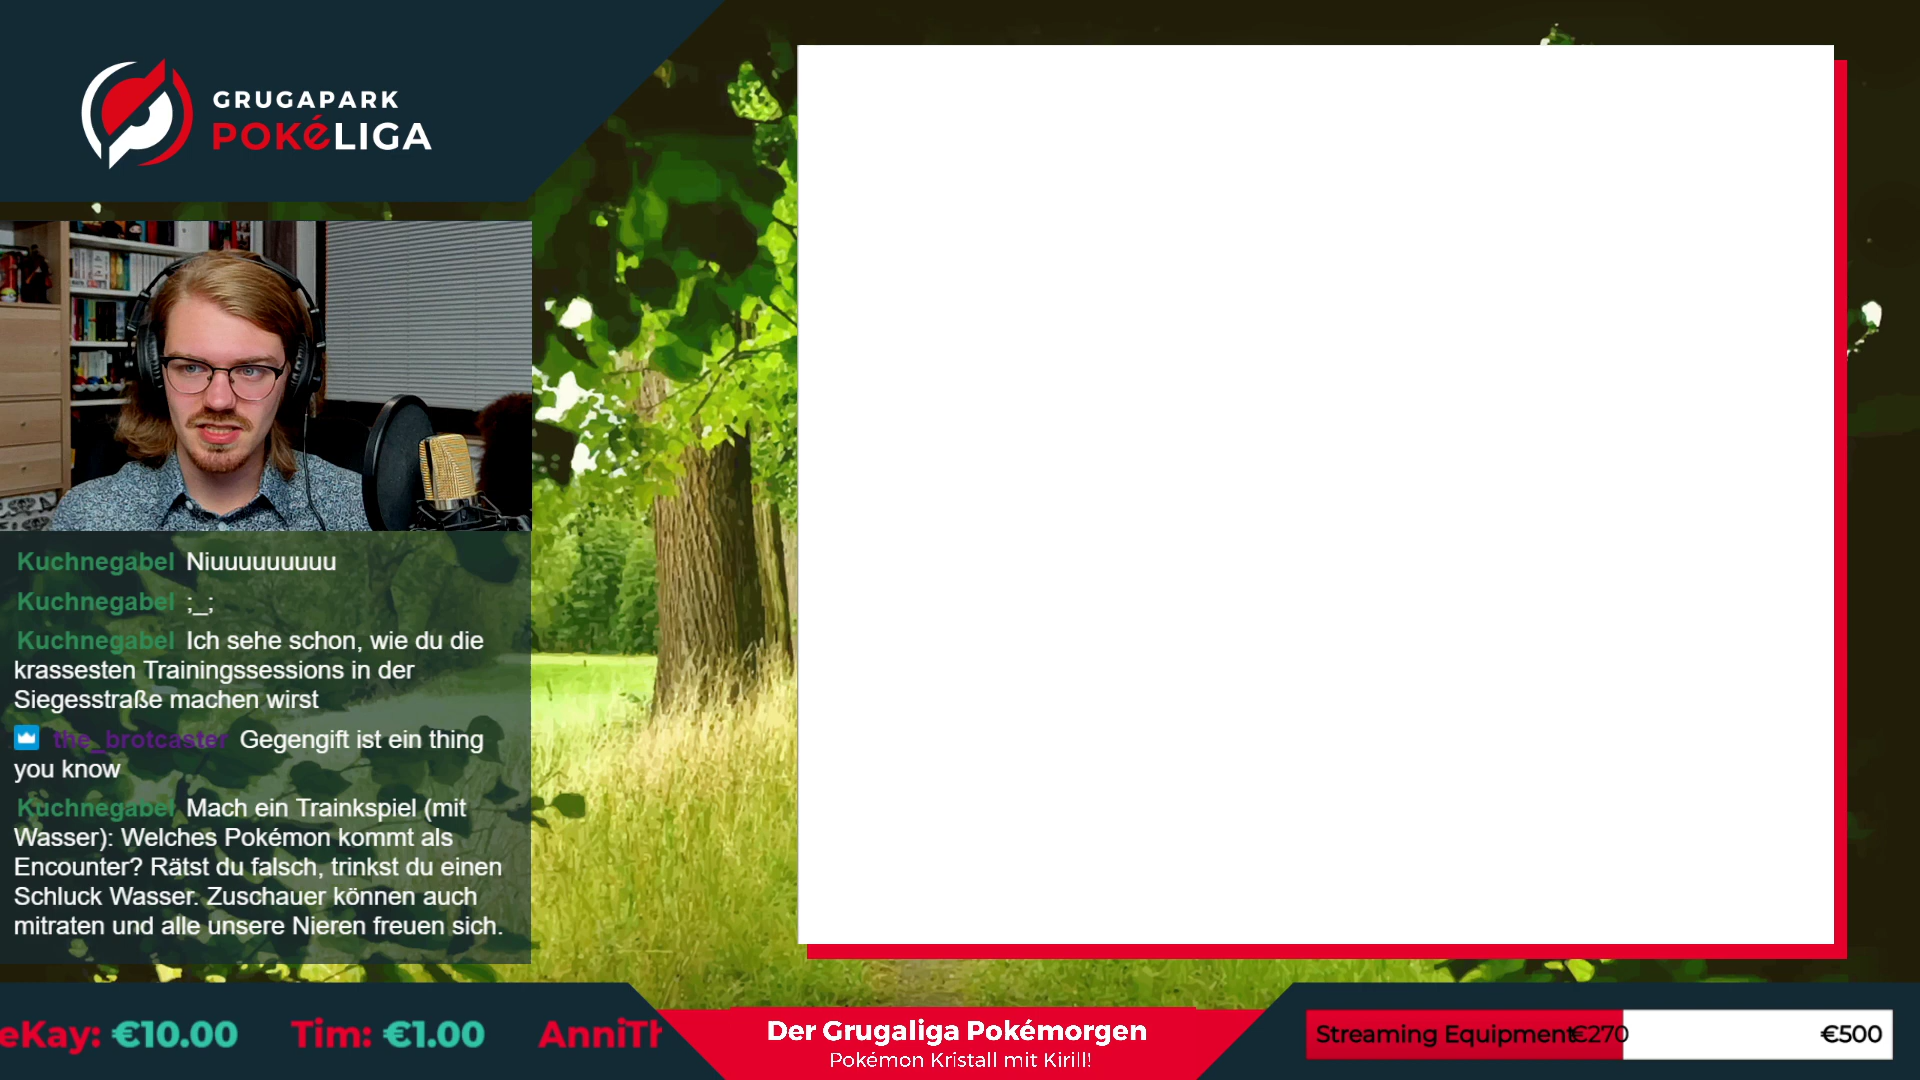 GRUGAPARK
POKéLIGA
Kuchnegabel Niuuuuuuuuu
Kuchnegabel ;_;
Kuchnegabel Ich sehe schon, wie du die
krassesten Trainingssessions in der
Siegesstraße machen wirst
the_brotcaster Gegengift ist ein thing
you know
Kuchnegabel Mach ein Trainkspiel (mit
Wasser): Welches Pokémon kommt als
Encounter? Rätst du falsch, trinkst du einen
Schluck Wasser. Zuschauer können auch
mitraten und alle unsere Nieren freuen sich.
eKay: €10.00 Tim: €1.00 AnniTh
Der Grugaliga Pokémorgen
Pokémon Kristall mit Kirill!
Streaming Equipment €270 €500